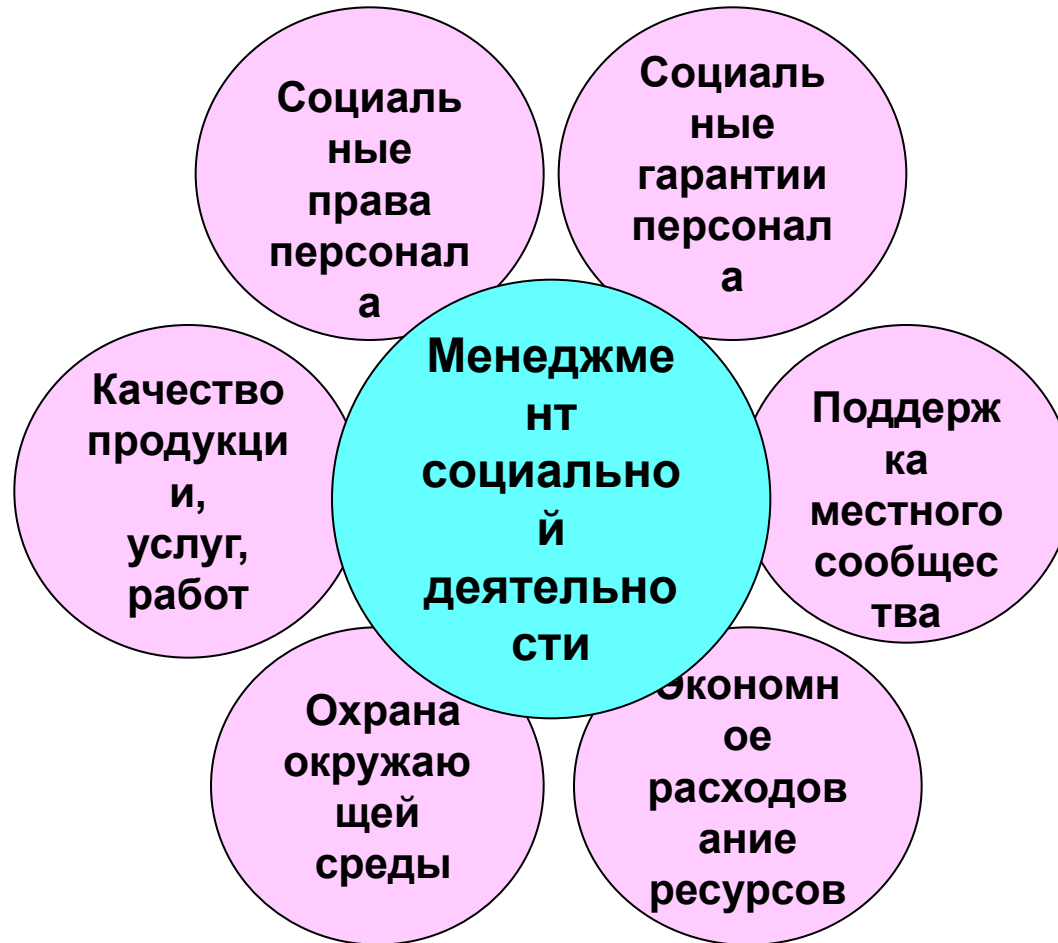 Социаль
ные
права
персонал
а
Социаль
ные
гарантии
персонал
а
Менеджме
нт
социально
й
деятельно
сти
Качество
продукци
и,
услуг,
работ
Поддерж
ка
местного
сообщес
тва
Охрана
окружаю
щей
среды
Экономн
ое
расходов
ание
ресурсов